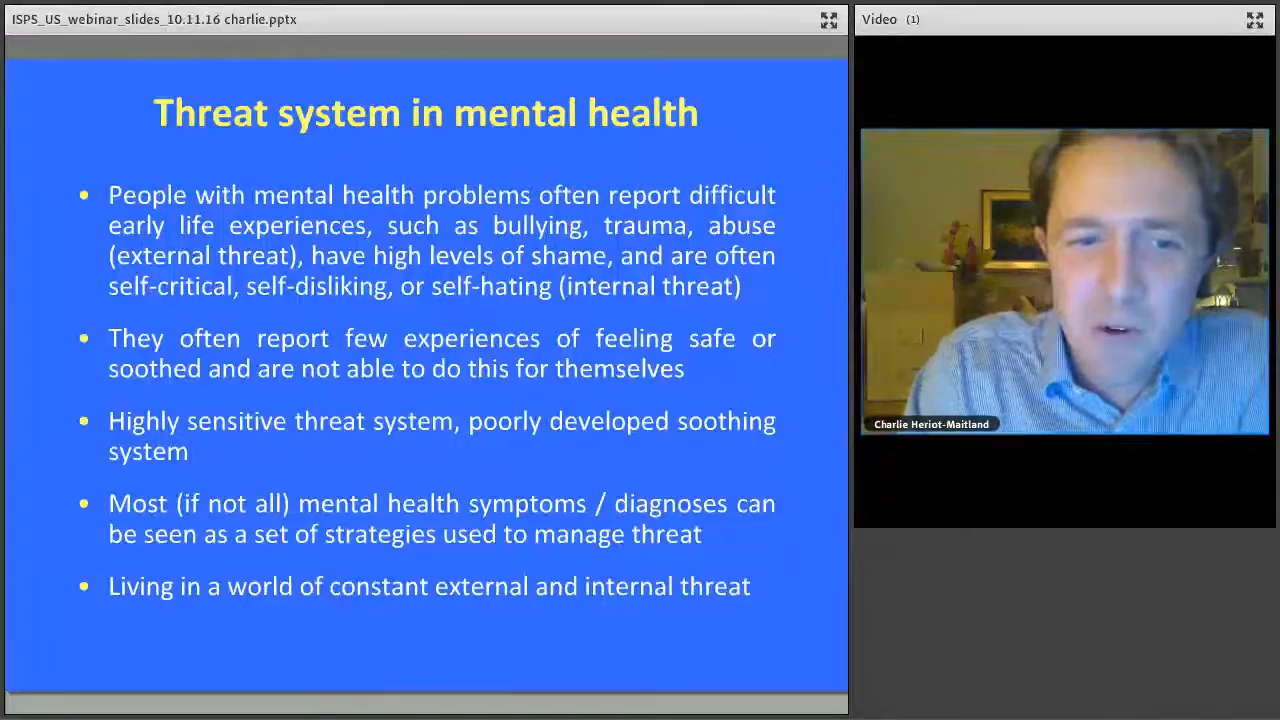 ISPS_US_webinar_slides_10.11.16 charlie.pptx
Video (1)
Threat system in mental health
• People with mental health problems often report difficult
early life experiences, such as bullying, trauma, abuse
(external threat), have high levels of shame, and are often
self-critical, self-disliking, or self-hating (internal threat)
• They often report few experiences of feeling safe or
soothed and are not able to do this for themselves
• Highly sensitive threat system, poorly developed soothing
system
• Most (if not all) mental health symptoms / diagnoses can
be seen as a set of strategies used to manage threat
• Living in a world of constant external and internal threat
Charlie Heriot-Maitland